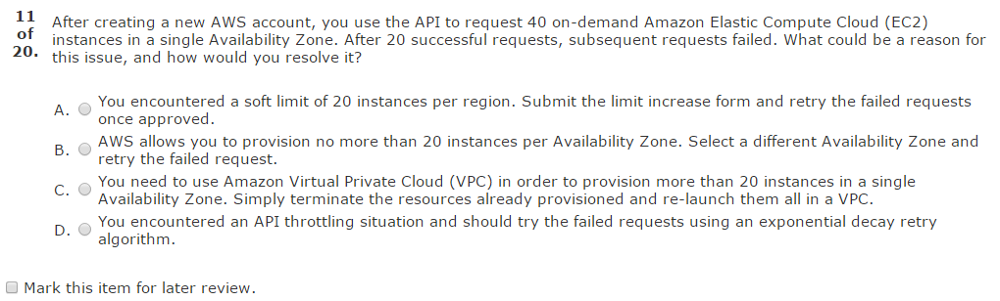 11 of 20.
After creating a new AWS account, you use the API to request 40 on-demand Amazon Elastic Compute Cloud (EC2)
instances in a single Availability Zone. After 20 successful requests, subsequent requests failed. What could be a reason for
this issue, and how would you resolve it?
A. You encountered a soft limit of 20 instances per region. Submit the limit increase form and retry the failed requests
once approved.
B. AWS allows you to provision no more than 20 instances per Availability Zone. Select a different Availability Zone and
retry the failed request.
C. You need to use Amazon Virtual Private Cloud (VPC) in order to provision more than 20 instances in a single
Availability Zone. Simply terminate the resources already provisioned and re-launch them all in a VPC.
D. You encountered an API throttling situation and should try the failed requests using an exponential decay retry
algorithm.
Mark this item for later review.